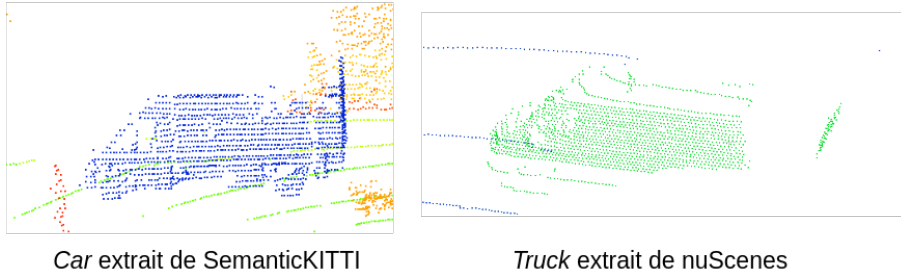 Car extrait de SemanticKITTI
Truck extrait de nuScenes